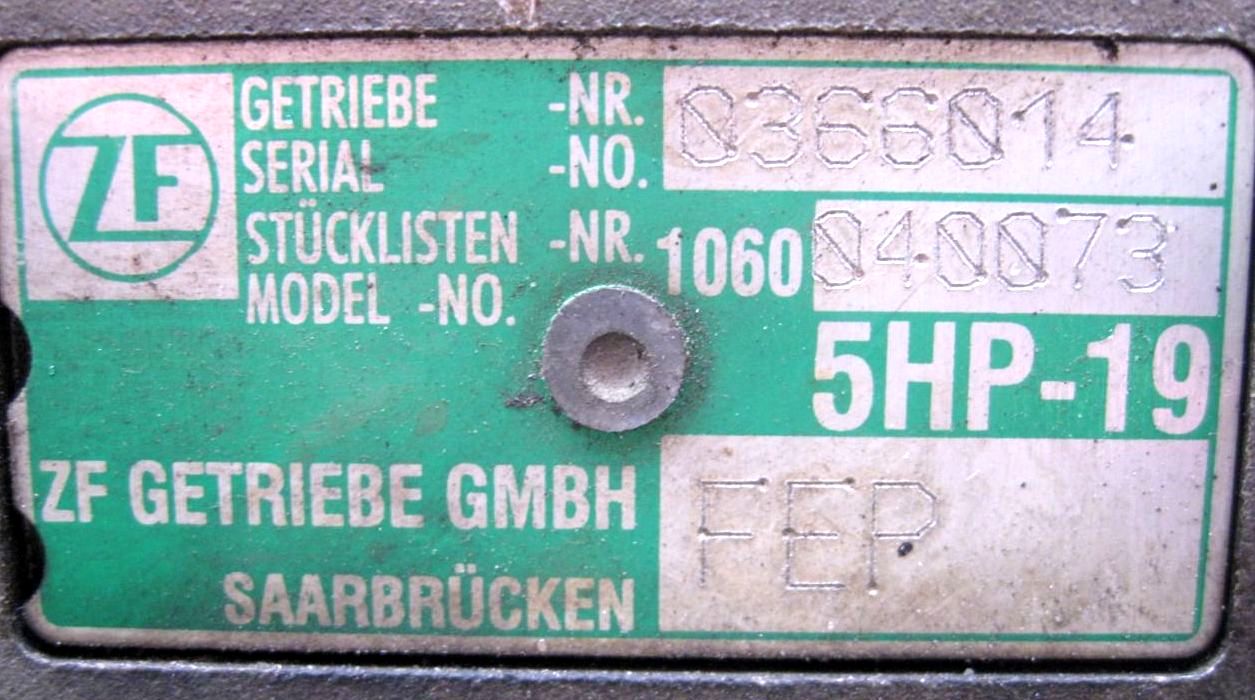 ZF
GETRIEBE -NR. 0366014
SERIAL -NO.
STÜCKLISTEN -NR. 1060 040073
MODEL -NO.
5HP-19
ZF GETRIEBE GMBH FEP
SAARBRÜCKEN